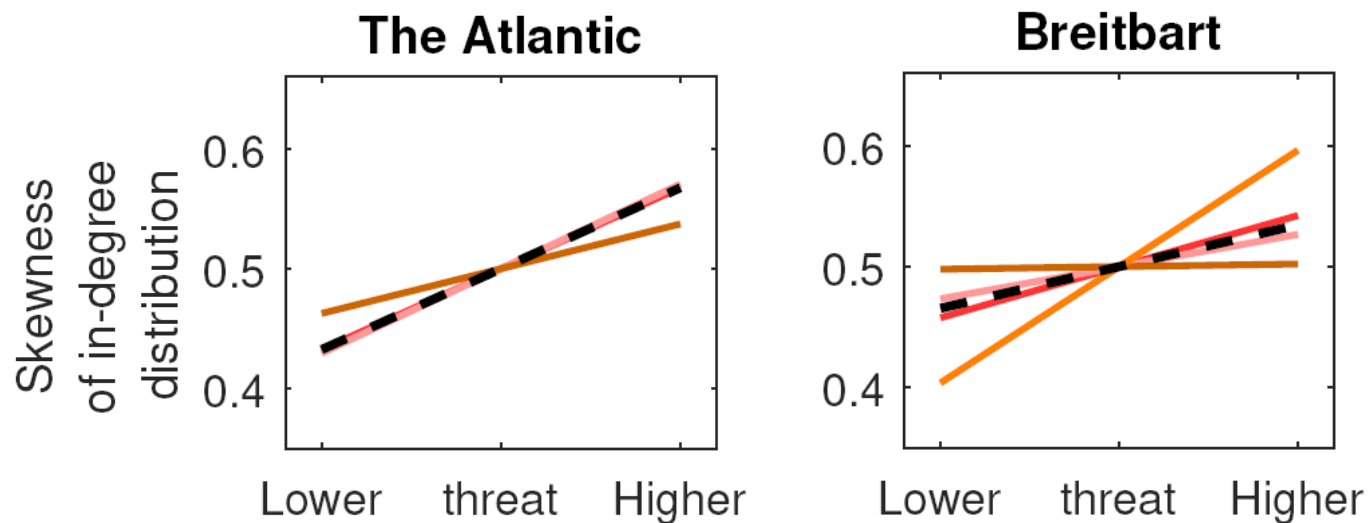 The Atlantic
Breitbart
Skewness
of in-degree
distribution
0.6
0.5
0.4
Lower threat Higher
0.6
0.5
0.4
Lower threat Higher